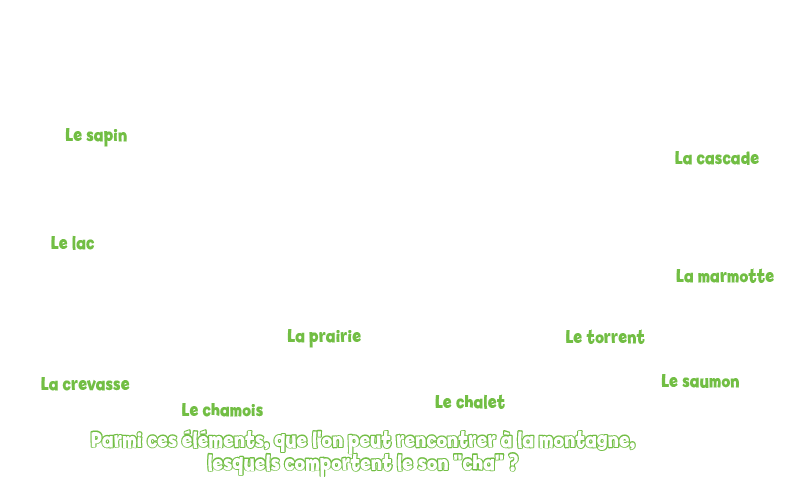 Le sapin
La cascade
Le lac
La marmotte
La prairie
Le torrent
La crevasse
Le saumon
Le chamois
Le chalet
Parmi ces éléments, que l'on peut rencontrer à la montagne,
lesquels comportent le son "cha" ?